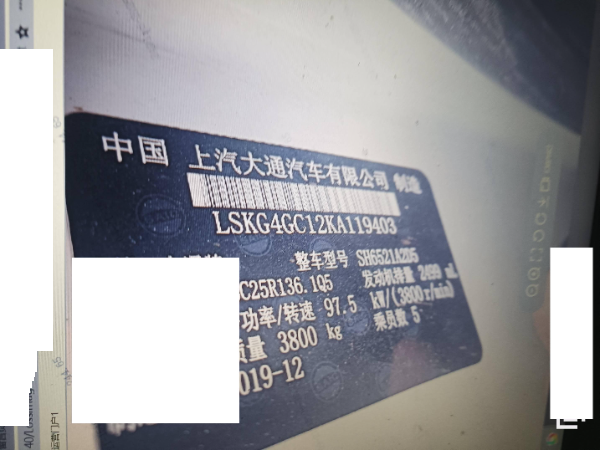 中国 上汽大通汽车有限公司 制造
LSKG4GC12KA119403
整车型号 SH6521A2D5
C25R136.1Q5 发动机排量 2499 mL
功率/转速 97.5 kW/(3800r/min)
质量 3800 kg 乘员数 5
019-12